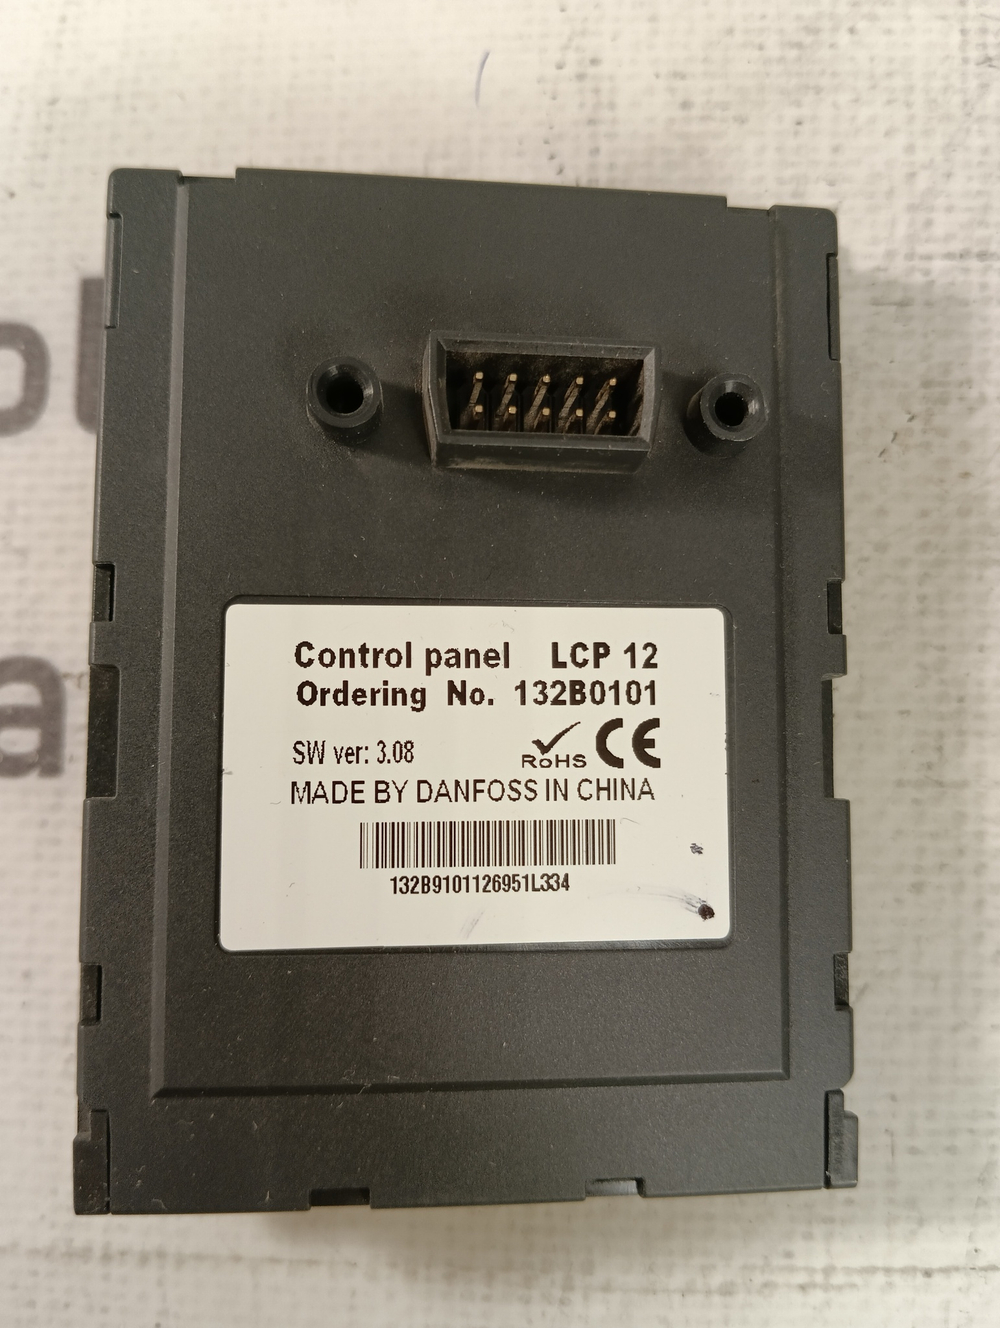 Control panel LCP 12
Ordering No. 132B0101
SW ver: 3.08
RoHS CE
MADE BY DANFOSS IN CHINA
132B9101126951L334